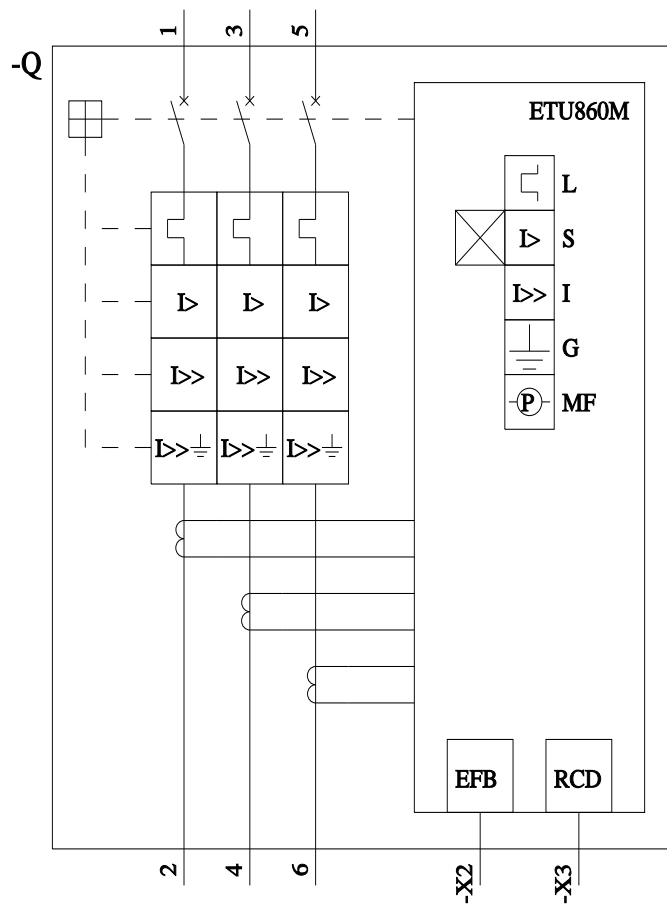 1 3 5
-Q
ETU860M
L
I> S
I> I> I> I>> I
G
I>> I>> I>> P MF
I>> I>> I>>
EFB RCD
2 4 6 -X2 -X3